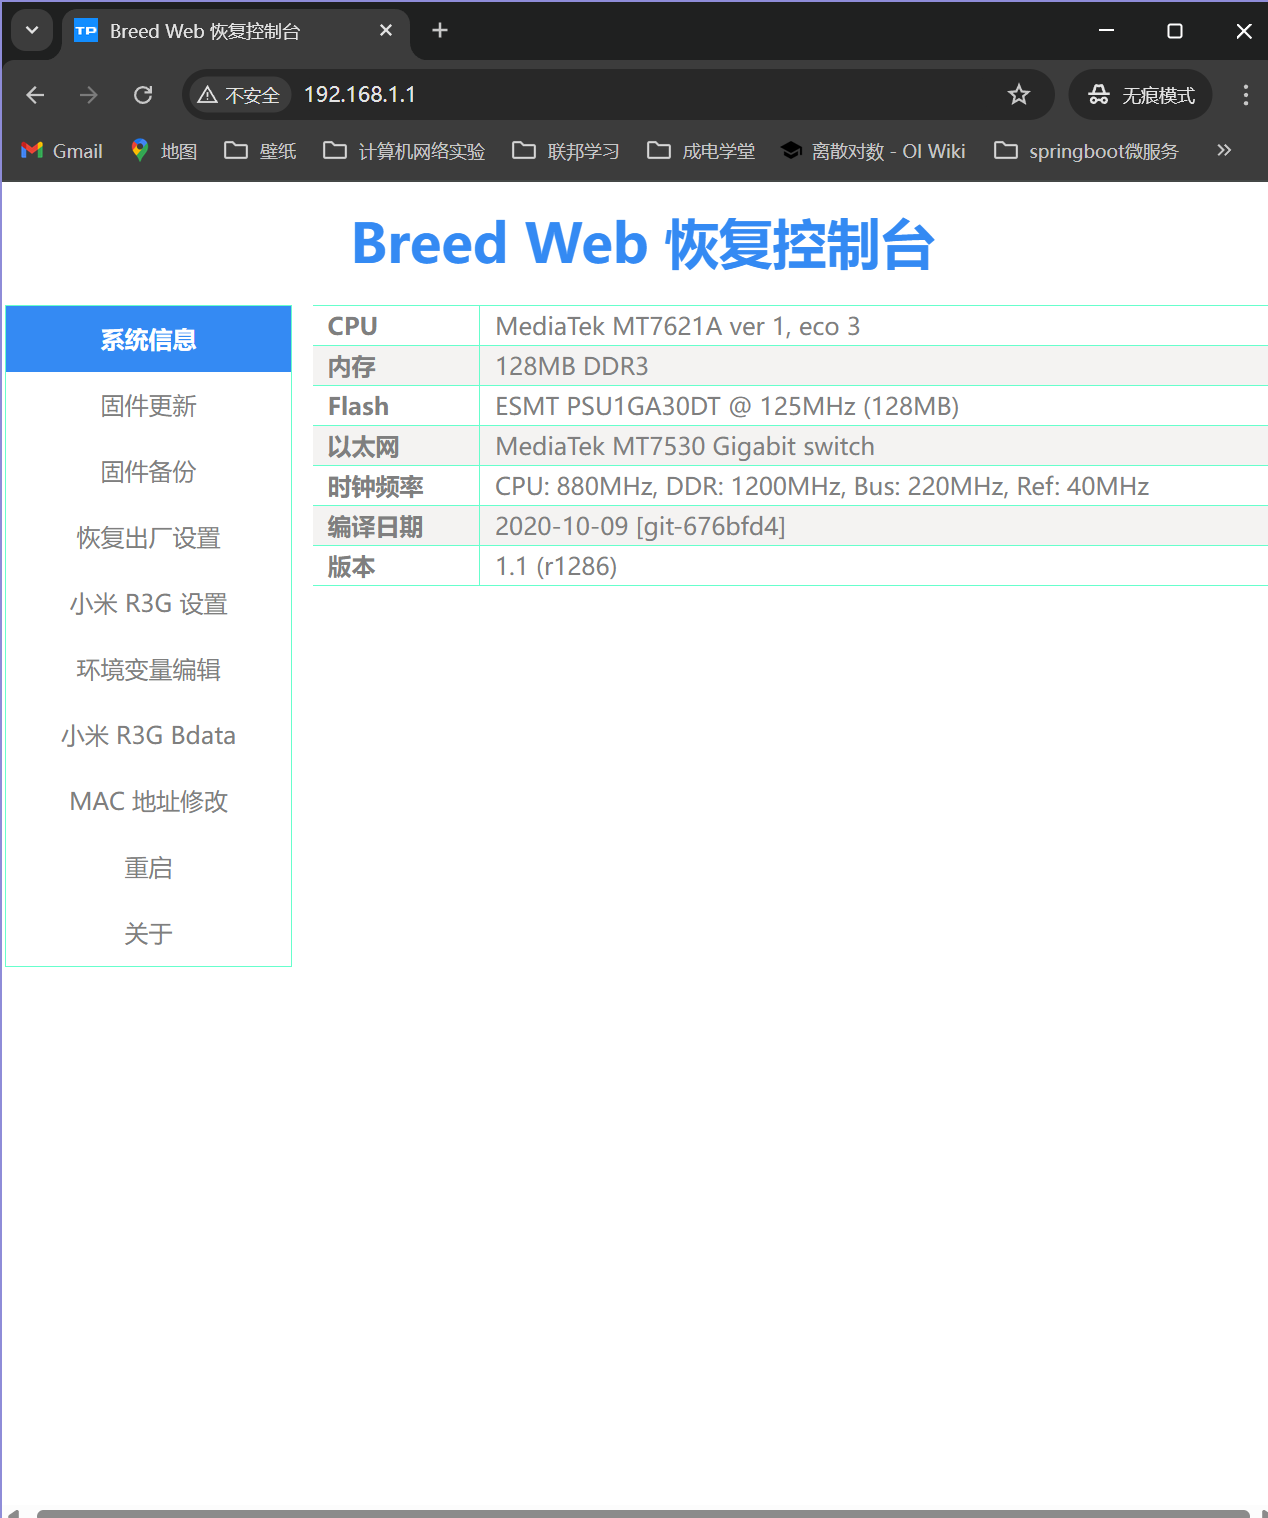 TP Breed Web 恢复控制台
不安全 192.168.1.1 无痕模式
Gmail 地图 壁纸 计算机网络实验 联邦学习 成电学堂 离散对数 - OI Wiki springboot微服务
Breed Web 恢复控制台
系统信息
固件更新
固件备份
恢复出厂设置
小米 R3G 设置
环境变量编辑
小米 R3G Bdata
MAC 地址修改
重启
关于
CPU MediaTek MT7621A ver 1, eco 3
内存 128MB DDR3
Flash ESMT PSU1GA30DT @ 125MHz (128MB)
以太网 MediaTek MT7530 Gigabit switch
时钟频率 CPU: 880MHz, DDR: 1200MHz, Bus: 220MHz, Ref: 40MHz
编译日期 2020-10-09 [git-676bfd4]
版本 1.1 (r1286)